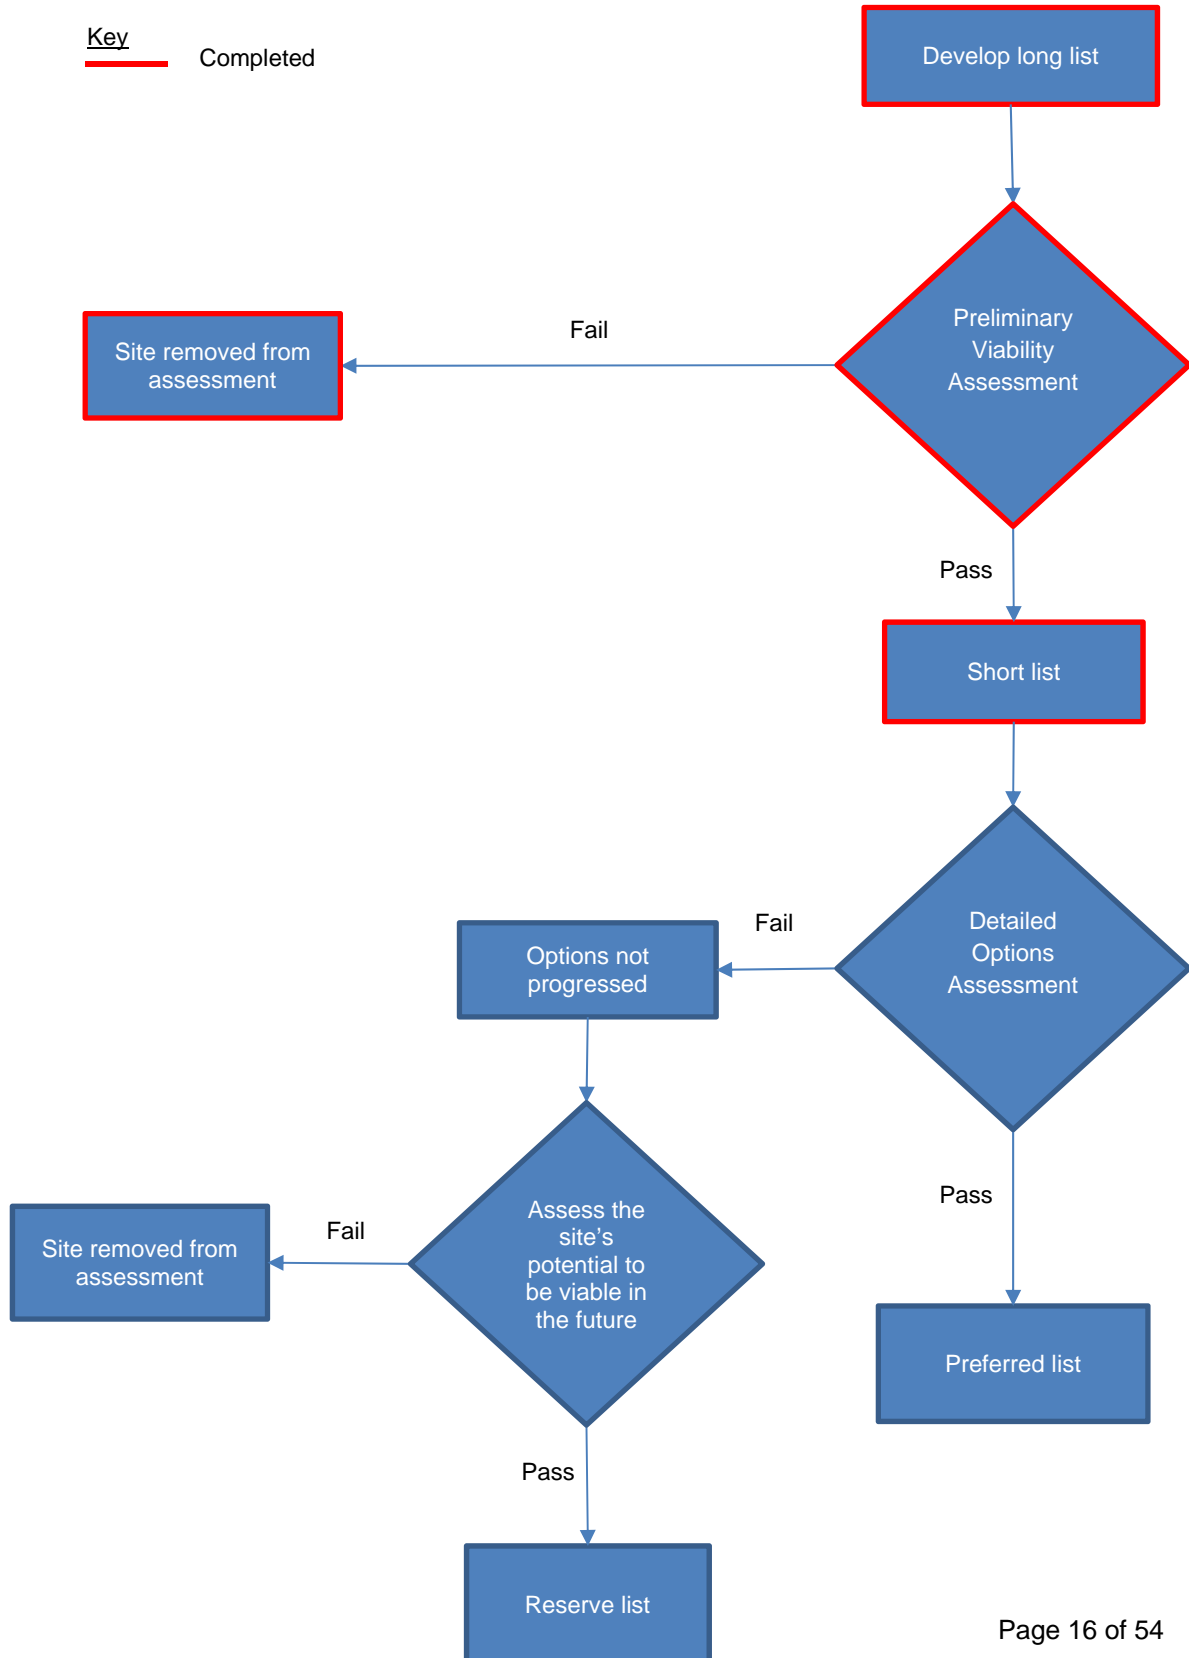 Key
Completed
Develop long list
Preliminary
Viability
Assessment
Fail
Site removed from
assessment
Pass
Short list
Detailed
Options
Assessment
Fail
Options not
progressed
Pass
Assess the
site’s
potential to
be viable in
the future
Fail
Site removed from
assessment
Preferred list
Pass
Reserve list
Page 16 of 54